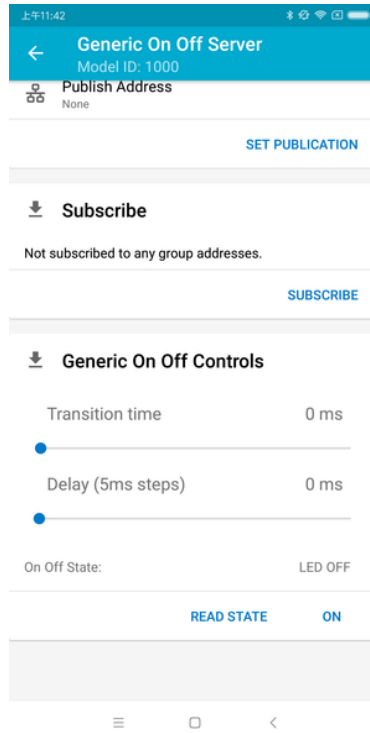 上午11:42
Generic On Off Server
Model ID: 1000
Publish Address
None
SET PUBLICATION
Subscribe
Not subscribed to any group addresses.
SUBSCRIBE
Generic On Off Controls
Transition time 0 ms
Delay (5ms steps) 0 ms
On Off State: LED OFF
READ STATE ON